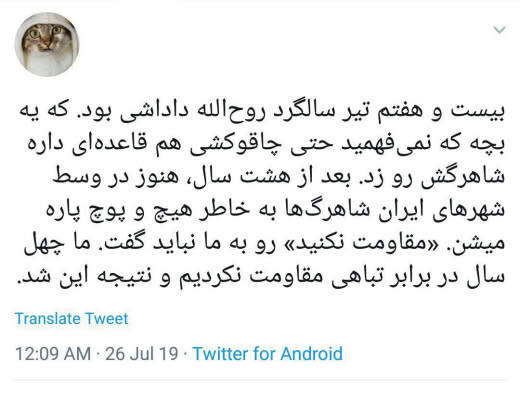 بیست و هفتم تیر سالگرد روح‌الله داداشی بود. که یه
بچه که نمی‌فهمید حتی چاقوکشی هم قاعده‌ای داره
شاهرگش رو زد. بعد از هشت سال، هنوز در وسط
شهرهای ایران شاهرگ‌ها به خاطر هیچ و پوچ پاره
میشن. «مقاومت نکنید» رو به ما نباید گفت. ما چهل
سال در برابر تباهی مقاومت نکردیم و نتیجه این شد.
Translate Tweet
12:09 AM · 26 Jul 19 · Twitter for Android